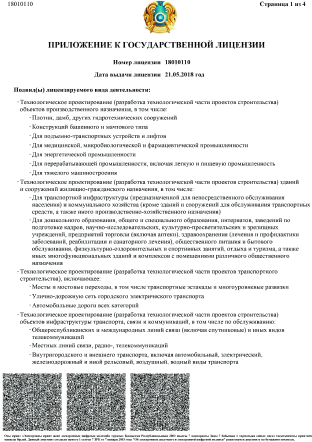 18010110
Страница 1 из 4
ПРИЛОЖЕНИЕ К ГОСУДАРСТВЕННОЙ ЛИЦЕНЗИИ
Номер лицензии 18010110
Дата выдачи лицензии 21.05.2018 год
Подвид(ы) лицензируемого вида деятельности:
- Технологическое проектирование (разработка технологической части проектов строительства)
объектов производственного назначения, в том числе:
- Плотин, дамб, других гидротехнических сооружений
- Конструкций башенного и мачтового типа
- Для подъемно-транспортных устройств и лифтов
- Для медицинской, микробиологической и фармацевтической промышленности
- Для энергетической промышленности
- Для перерабатывающей промышленности, включая легкую и пищевую промышленность
- Для тяжелого машиностроения
- Технологическое проектирование (разработка технологической части проектов строительства) зданий
и сооружений жилищно-гражданского назначения, в том числе:
- Для транспортной инфраструктуры (предназначенной для непосредственного обслуживания
населения) и коммунального хозяйства (кроме зданий и сооружений для обслуживания транспортных
средств, а также иного производственно-хозяйственного назначения)
- Для дошкольного образования, общего и специального образования, интернатов, заведений по
подготовке кадров, научно-исследовательских, культурно-просветительских и зрелищных
учреждений, предприятий торговли (включая аптеки), здравоохранения (лечения и профилактики
заболеваний, реабилитации и санаторного лечения), общественного питания и бытового
обслуживания, физкультурно-оздоровительных и спортивных занятий, отдыха и туризма, а также
иных многофункциональных зданий и комплексов с помещениями различного общественного
назначения
- Технологическое проектирование (разработка технологической части проектов транспортного
строительства), включающее:
- Мосты и мостовые переходы, в том числе транспортные эстакады и многоуровневые развязки
- Улично-дорожную сеть городского электрического транспорта
- Автомобильные дороги всех категорий
- Технологическое проектирование (разработка технологической части проектов строительства)
объектов инфраструктуры транспорта, связи и коммуникаций, в том числе по обслуживанию:
- Общереспубликанских и международных линий связи (включая спутниковые) и иных видов
телекоммуникаций
- Местных линий связи, радио-, телекоммуникаций
- Внутригородского и внешнего транспорта, включая автомобильный, электрический,
железнодорожный и иной рельсовый, воздушный, водный виды транспорта